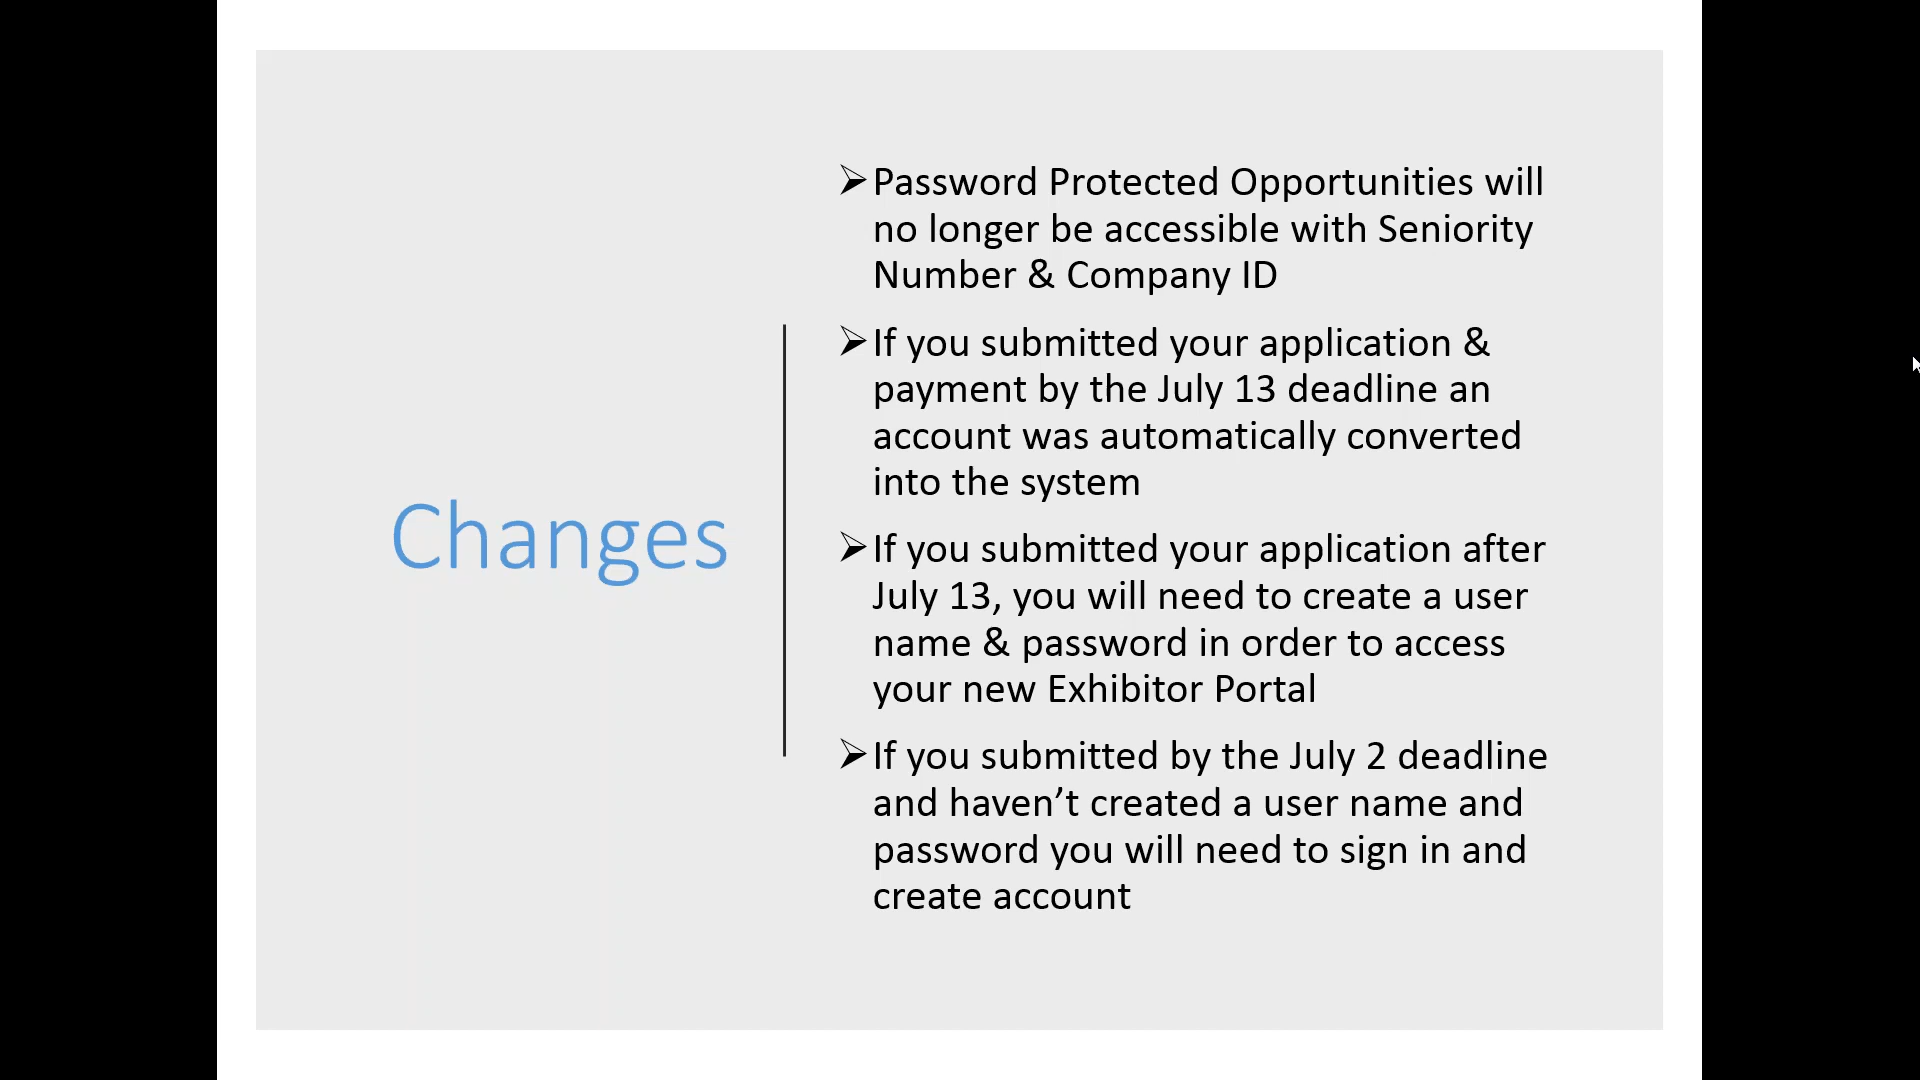 Changes
➢Password Protected Opportunities will
no longer be accessible with Seniority
Number & Company ID
➢If you submitted your application &
payment by the July 13 deadline an
account was automatically converted
into the system
➢If you submitted your application after
July 13, you will need to create a user
name & password in order to access
your new Exhibitor Portal
➢If you submitted by the July 2 deadline
and haven’t created a user name and
password you will need to sign in and
create account